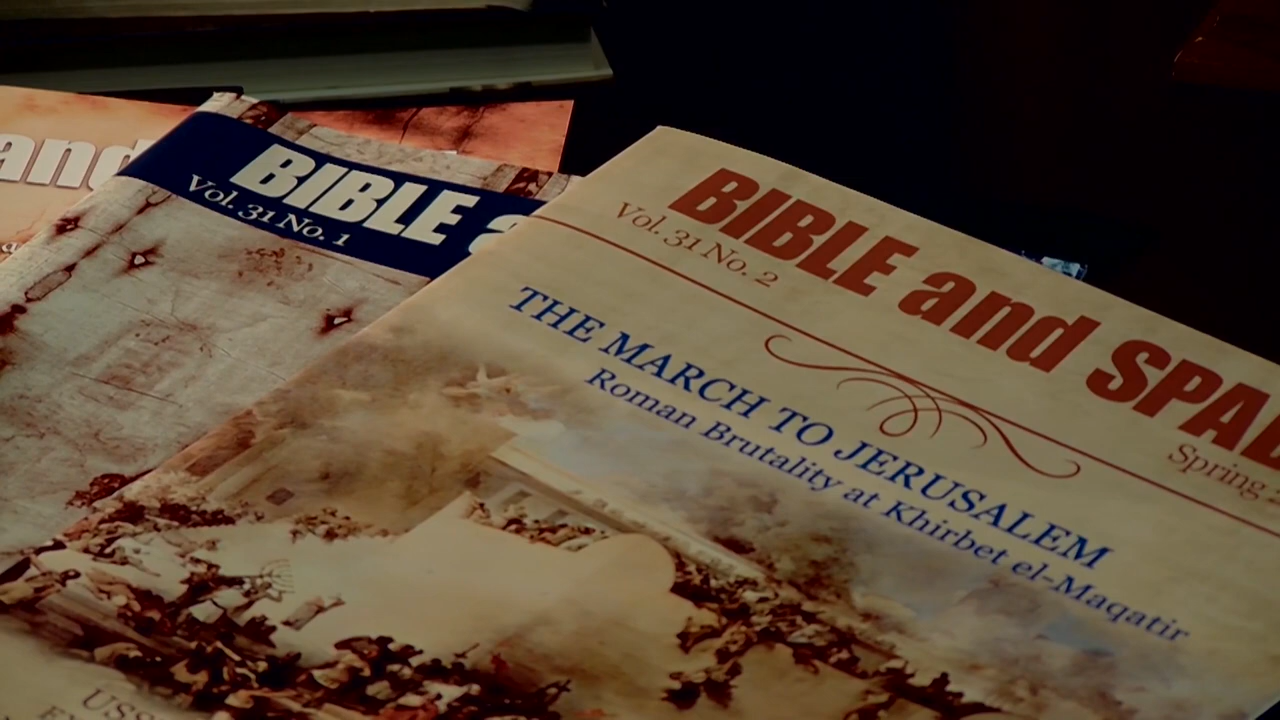 and
BIBLE
Vol. 31 No. 1
BIBLE and
Vol. 31 No. 2
Spring
THE MARCH TO JERUSALEM
Roman Brutality at Khirbet el-Maqatir